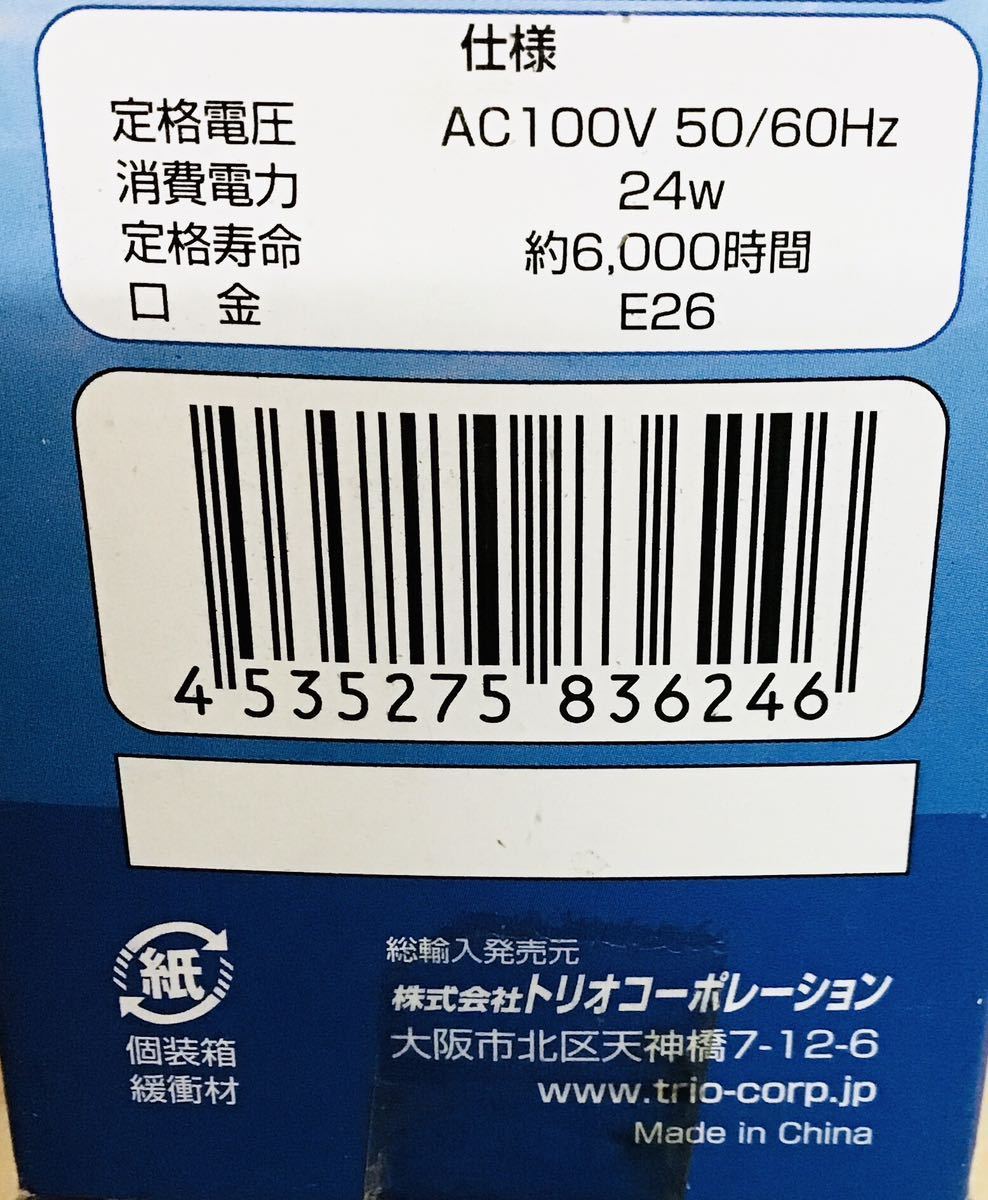 仕様
定格電圧 AC100V 50/60Hz
消費電力 24w
定格寿命 約6,000時間
口 金 E26
4 535275 836246
紙
個装箱
緩衝材
総輸入発売元
株式会社トリオコーポレーション
大阪市北区天神橋7-12-6
www.trio-corp.jp
Made in China